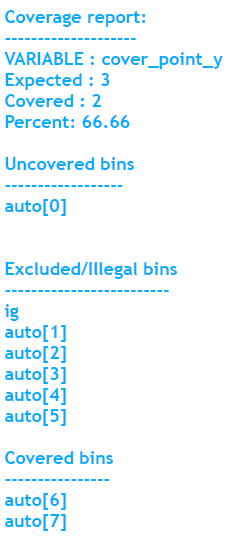 Coverage report:
--------------------
VARIABLE : cover_point_y
Expected : 3
Covered : 2
Percent: 66.66
Uncovered bins
------------------
auto[0]
Excluded/Illegal bins
-------------------------
ig
auto[1]
auto[2]
auto[3]
auto[4]
auto[5]
Covered bins
----------------
auto[6]
auto[7]